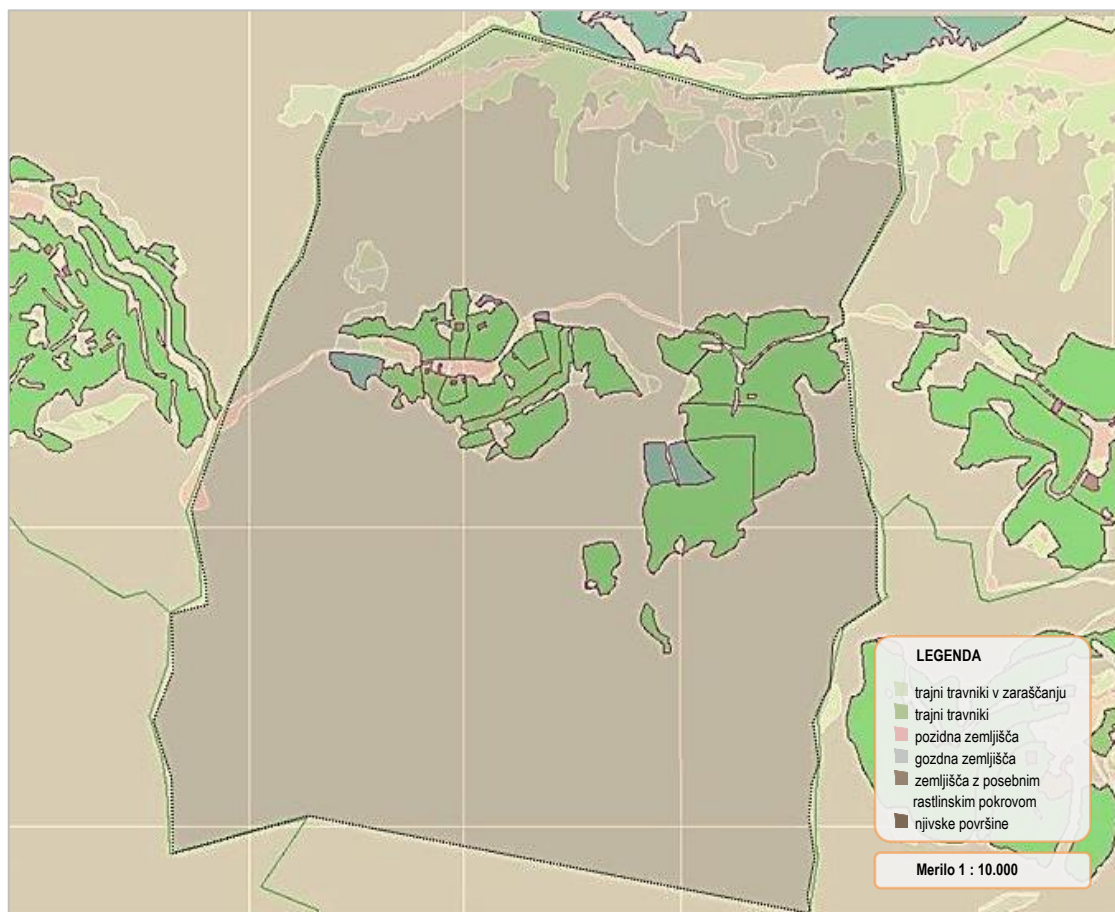 LEGENDA
trajni travniki v zaraščanju
trajni travniki
pozidna zemljišča
gozdna zemljišča
zemljišča z posebnim
rastlinskim pokrovom
njivske površine
Merilo 1 : 10.000